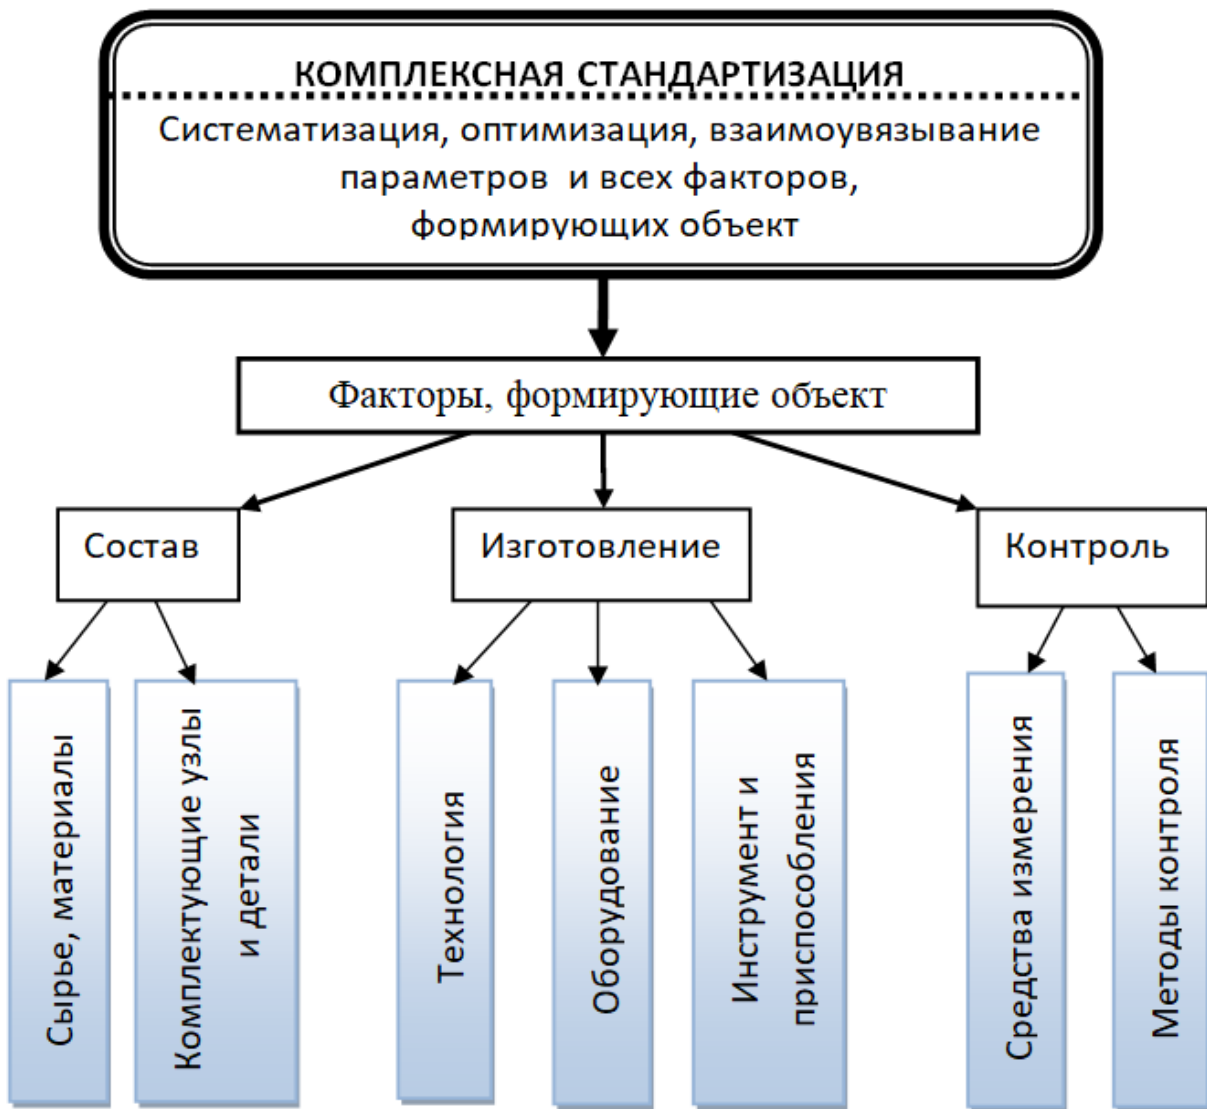 КОМПЛЕКСНАЯ СТАНДАРТИЗАЦИЯ
Систематизация, оптимизация, взаимоувязывание
параметров и всех факторов,
формирующих объект
Факторы, формирующие объект
Состав
Изготовление
Контроль
Сырье, материалы
Комплектующие узлы
и детали
Технология
Оборудование
Инструмент и
приспособления
Средства измерения
Методы контроля